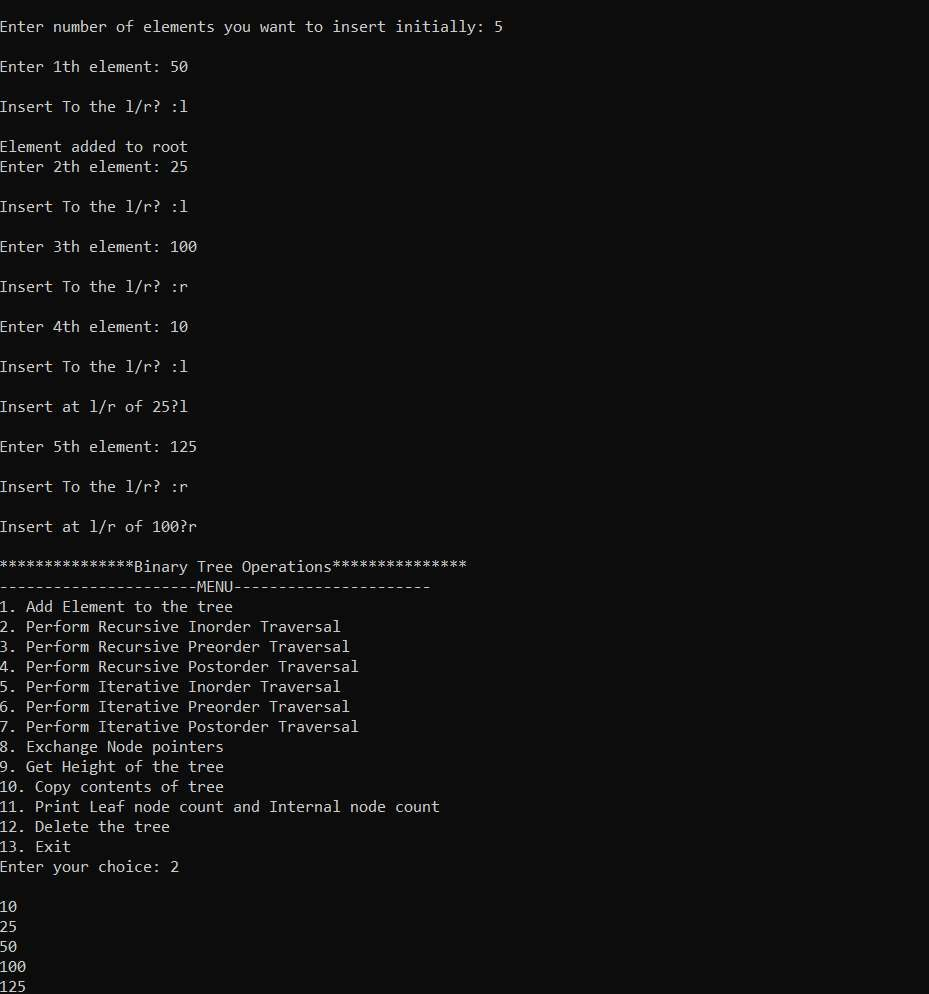 Enter number of elements you want to insert initially: 5
Enter 1th element: 50
Insert To the l/r? :l
Element added to root
Enter 2th element: 25
Insert To the l/r? :l
Enter 3th element: 100
Insert To the l/r? :r
Enter 4th element: 10
Insert To the l/r? :l
Insert at l/r of 25?l
Enter 5th element: 125
Insert To the l/r? :r
Insert at l/r of 100?r
***************Binary Tree Operations***************
----------------------MENU----------------------
1. Add Element to the tree
2. Perform Recursive Inorder Traversal
3. Perform Recursive Preorder Traversal
4. Perform Recursive Postorder Traversal
5. Perform Iterative Inorder Traversal
6. Perform Iterative Preorder Traversal
7. Perform Iterative Postorder Traversal
8. Exchange Node pointers
9. Get Height of the tree
10. Copy contents of tree
11. Print Leaf node count and Internal node count
12. Delete the tree
13. Exit
Enter your choice: 2
10
25
50
100
125